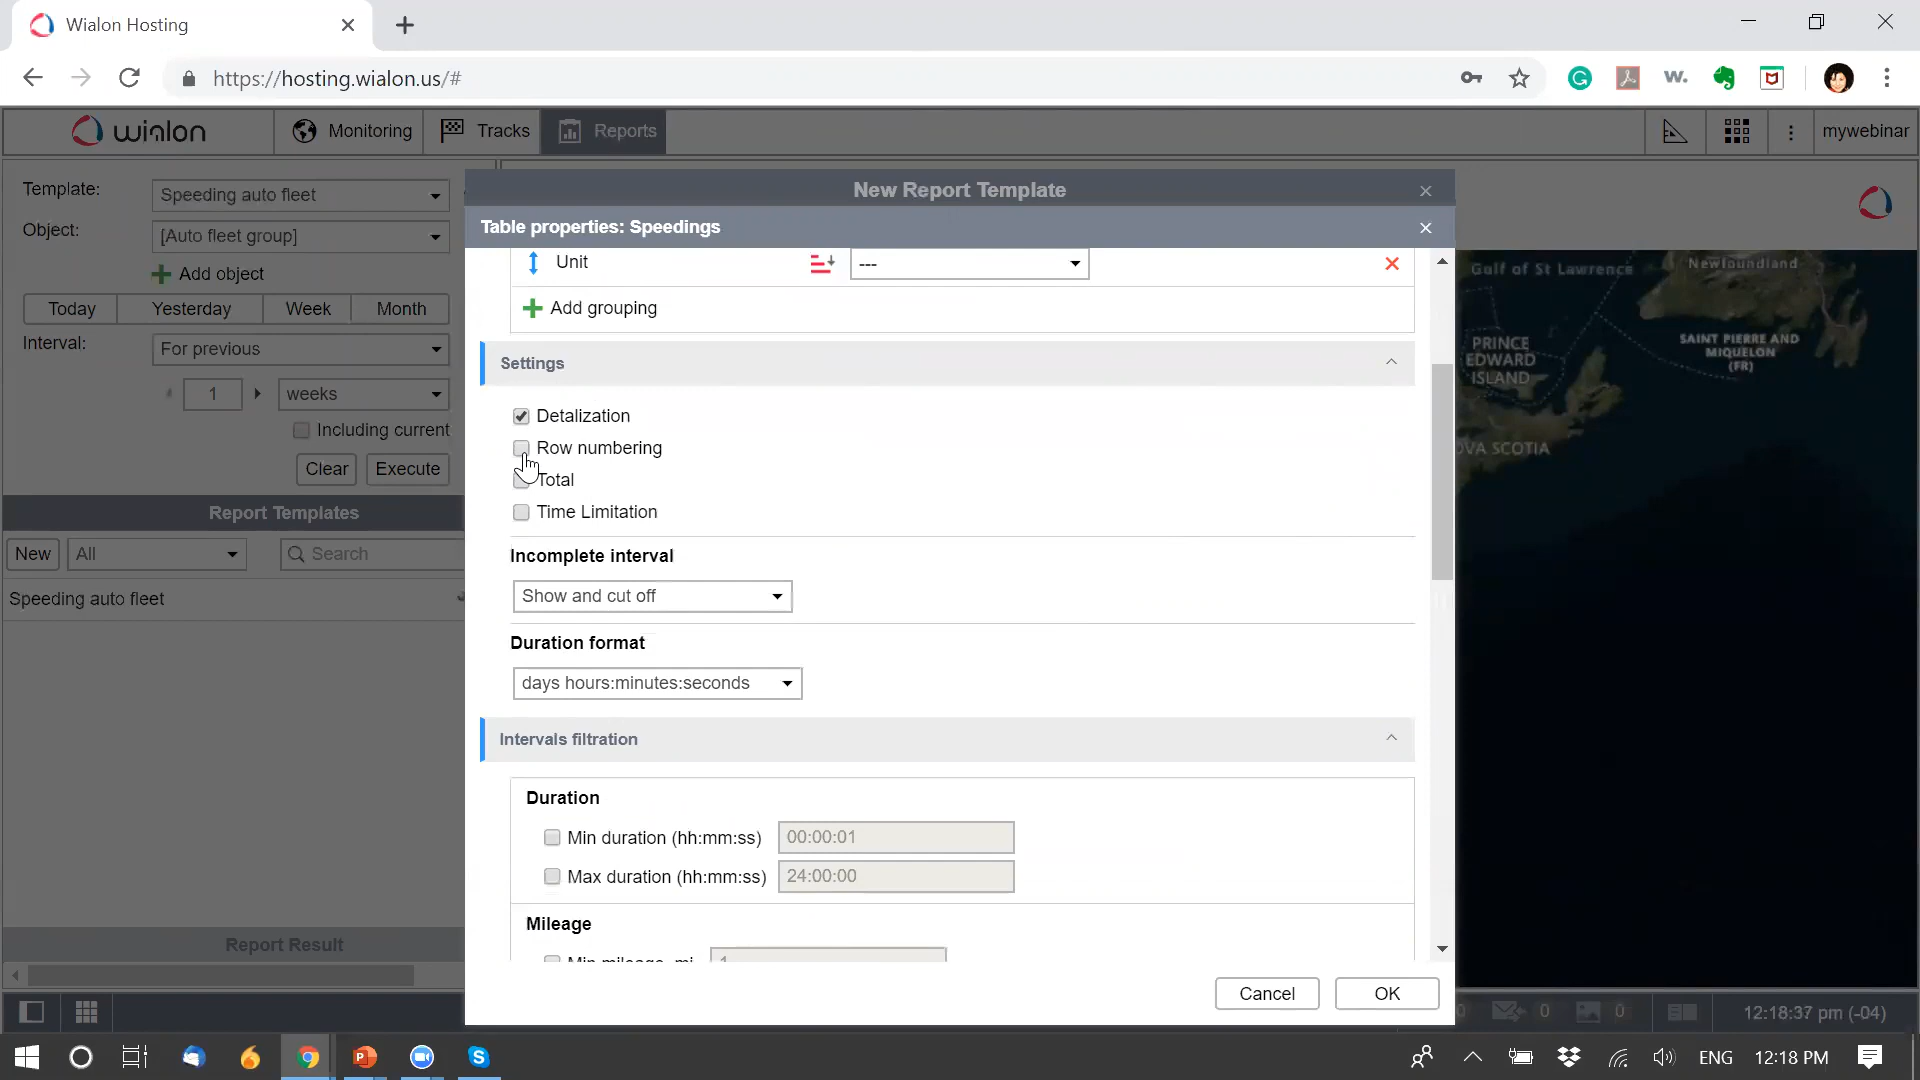 Wialon Hosting
https://hosting.wialon.us/#
wialon
Monitoring
Tracks
Reports
mywebinar
Template:
Speeding auto fleet
Object:
[Auto fleet group]
Add object
Today
Yesterday
Week
Month
Interval:
For previous
1
weeks
Including current
Clear
Execute
Report Templates
New
All
Search
Speeding auto fleet
Report Result
New Report Template
Table properties: Speedings
Unit
---
Add grouping
Settings
Detalization
Row numbering
Total
Time Limitation
Incomplete interval
Show and cut off
Duration format
days hours:minutes:seconds
Intervals filtration
Duration
Min duration (hh:mm:ss)
00:00:01
Max duration (hh:mm:ss)
24:00:00
Mileage
Min mileage, mi
1
Cancel
OK
Gulf of St Lawrence
Newfoundland
PRINCE
EDWARD
ISLAND
SAINT PIERRE AND
MIQUELON
(FR)
OVA SCOTIA
0
0
0
12:18:37 pm (-04)
ENG
12:18 PM